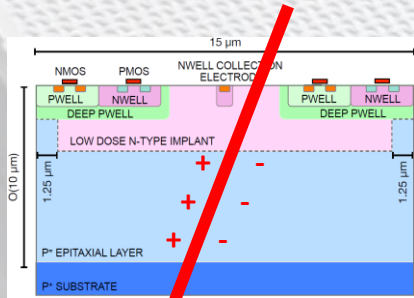 15 µm
NMOS PMOS NWELL COLLECTION
ELECTRODE
PWELL NWELL PWELL NWELL
DEEP PWELL DEEP PWELL
LOW DOSE N-TYPE IMPLANT
O(10 µm)
1.25 µm 1.25 µm
+ -
+ -
+ -
P⁺ EPITAXIAL LAYER
P⁺ SUBSTRATE